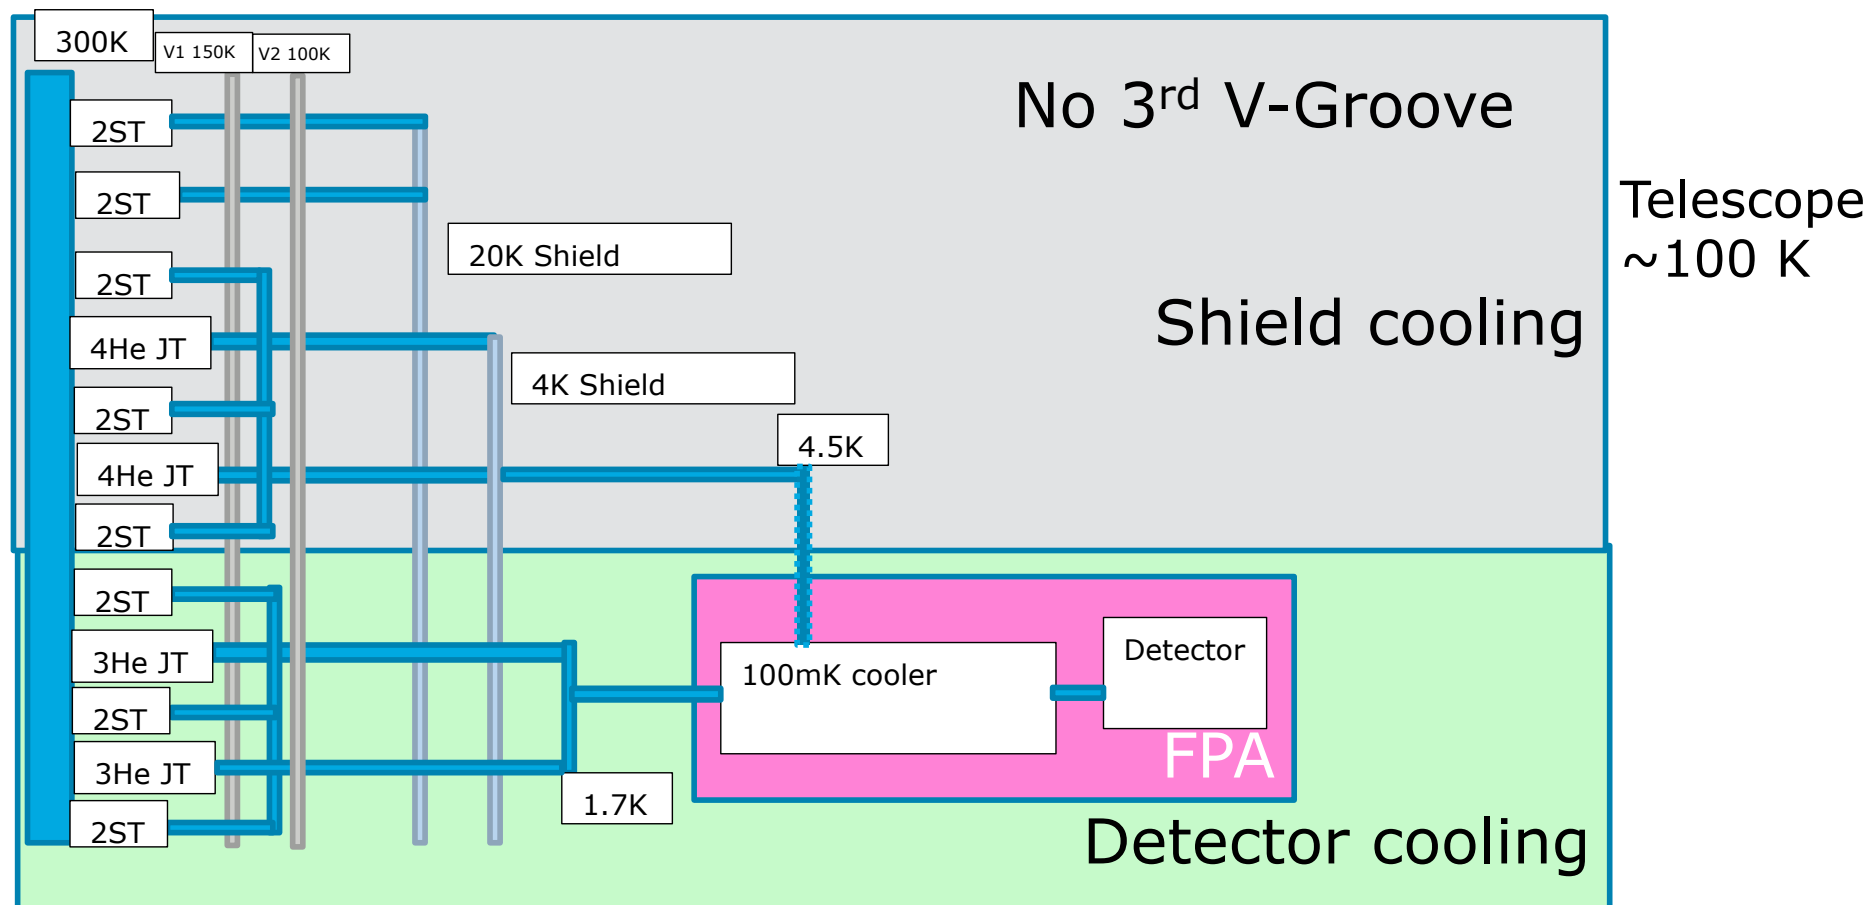 300K
V1 150K
V2 100K
No 3rd V-Groove
2ST
2ST
Telescope
~100 K
20K Shield
2ST
Shield cooling
4He JT
4K Shield
2ST
4.5K
4He JT
2ST
2ST
3He JT
Detector
100mK cooler
2ST
FPA
3He JT
1.7K
2ST
Detector cooling